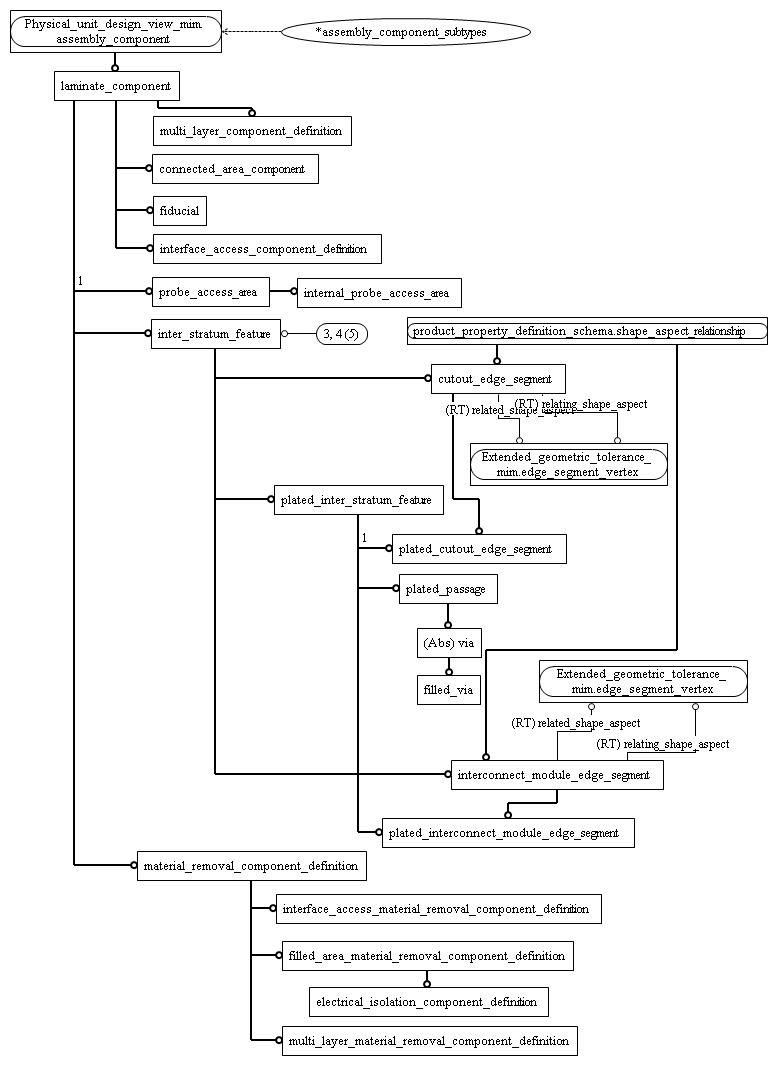 Physical_unit_design_view_mim
assembly_component
*assembly_component_subtypes
laminate_component
multi_layer_component_definition
connected_area_component
fiducial
interface_access_component_definition
1
probe_access_area
internal_probe_access_area
inter_stratum_feature
3, 4 (5)
product_property_definition_schema.shape_aspect_relationship
cutout_edge_segment
(RT) related_shape_aspect
(RT) relating_shape_aspect
Extended_geometric_tolerance_
mim.edge_segment_vertex
plated_inter_stratum_feature
1
plated_cutout_edge_segment
plated_passage
(Abs) via
filled_via
Extended_geometric_tolerance_
mim.edge_segment_vertex
(RT) related_shape_aspect
(RT) relating_shape_aspect
interconnect_module_edge_segment
plated_interconnect_module_edge_segment
material_removal_component_definition
interface_access_material_removal_component_definition
filled_area_material_removal_component_definition
electrical_isolation_component_definition
multi_layer_material_removal_component_definition